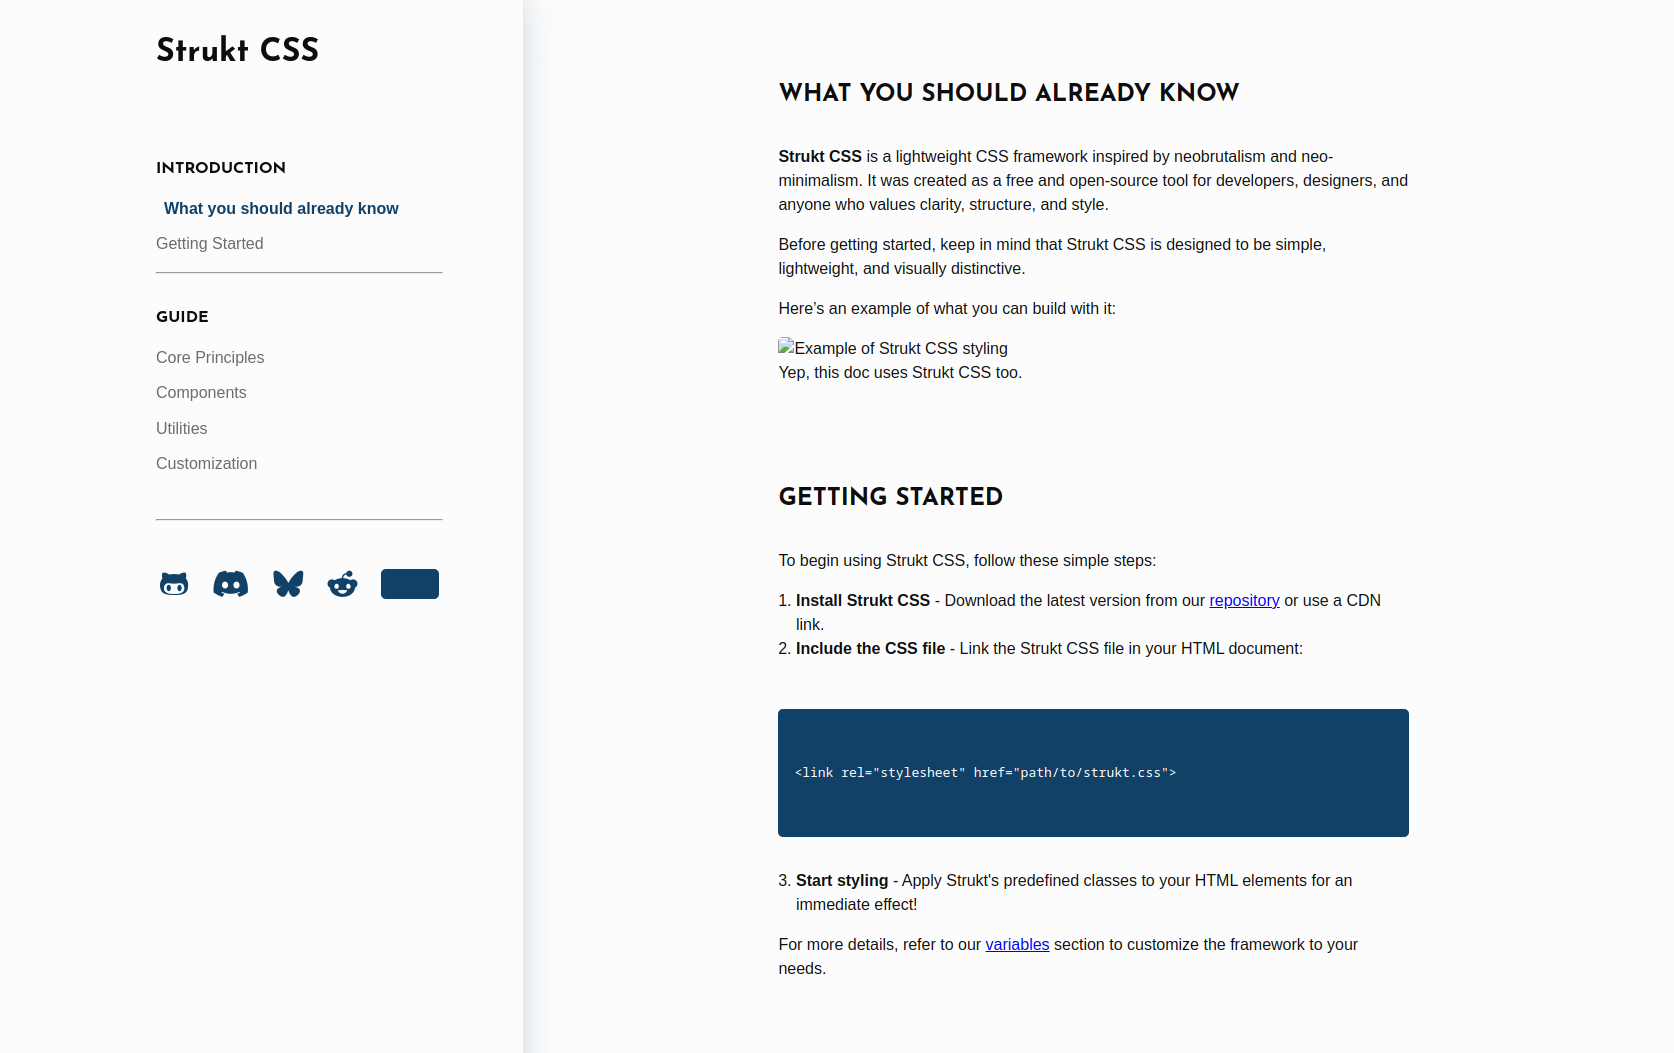 Strukt CSS
INTRODUCTION
What you should already know
Getting Started
GUIDE
Core Principles
Components
Utilities
Customization
WHAT YOU SHOULD ALREADY KNOW
Strukt CSS is a lightweight CSS framework inspired by neobrutalism and neo-
minimalism. It was created as a free and open-source tool for developers, designers, and
anyone who values clarity, structure, and style.
Before getting started, keep in mind that Strukt CSS is designed to be simple,
lightweight, and visually distinctive.
Here’s an example of what you can build with it:
Example of Strukt CSS styling
Yep, this doc uses Strukt CSS too.
GETTING STARTED
To begin using Strukt CSS, follow these simple steps:
1. Install Strukt CSS - Download the latest version from our repository or use a CDN
link.
2. Include the CSS file - Link the Strukt CSS file in your HTML document:
<link rel="stylesheet" href="path/to/strukt.css">
3. Start styling - Apply Strukt's predefined classes to your HTML elements for an
immediate effect!
For more details, refer to our variables section to customize the framework to your
needs.